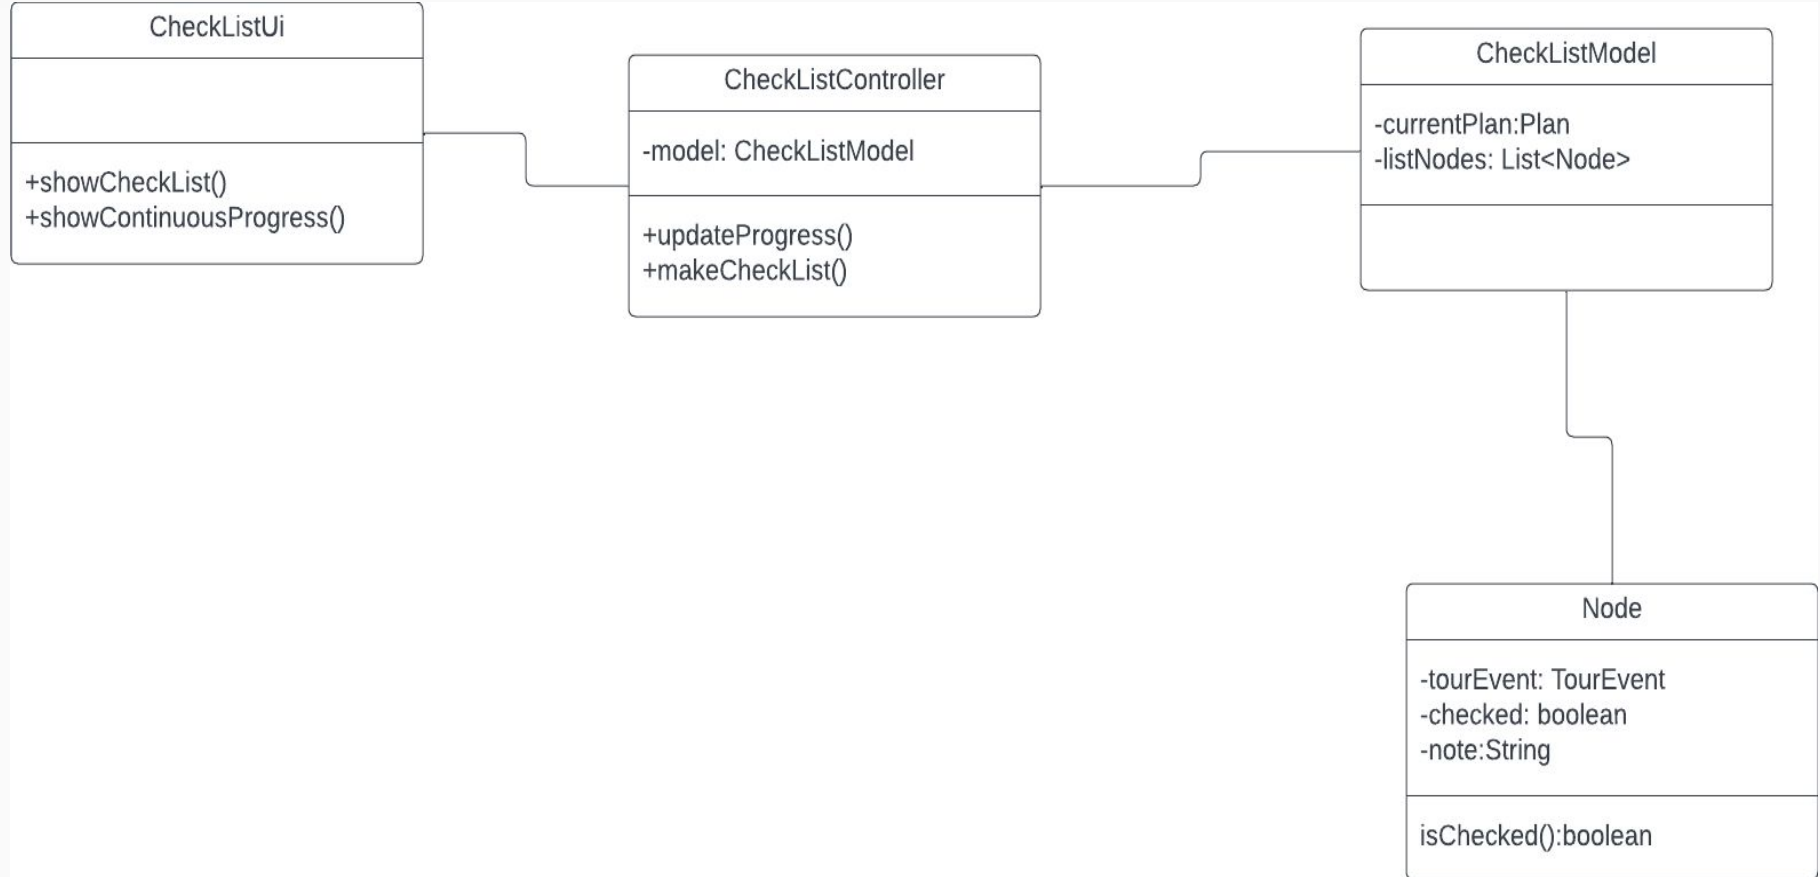 CheckListUi
+showCheckList()
+showContinuousProgress()
CheckListController
-model: CheckListModel
+updateProgress()
+makeCheckList()
CheckListModel
-currentPlan:Plan
-listNodes: List<Node>
Node
-tourEvent: TourEvent
-checked: boolean
-note:String
isChecked():boolean